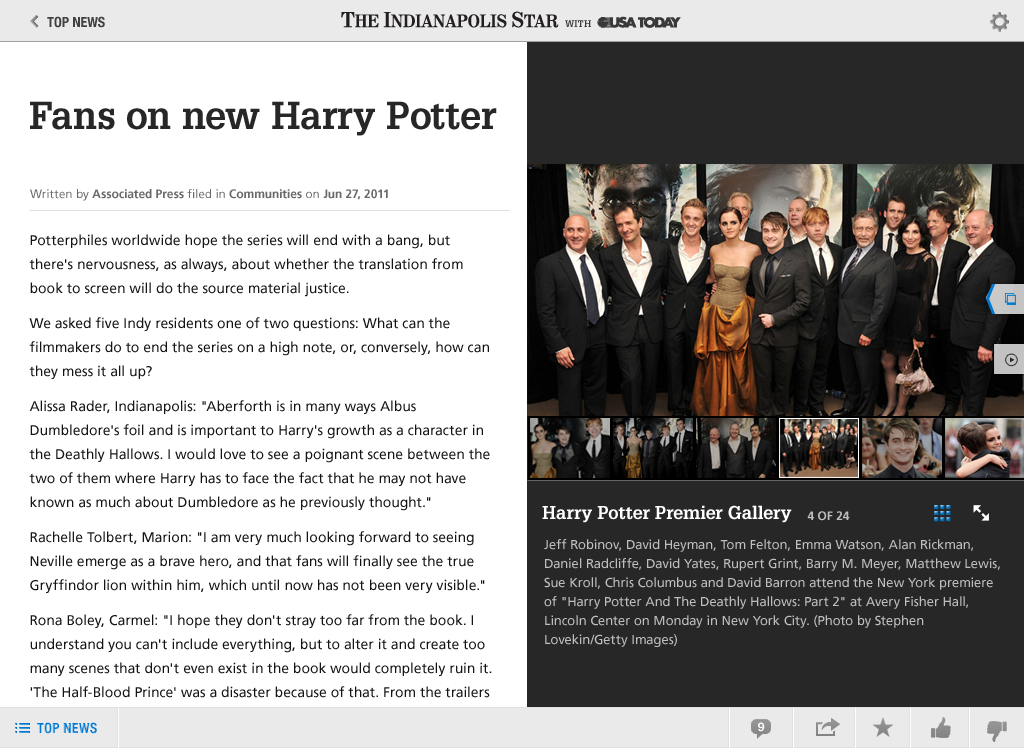 TOP NEWS
THE INDIANAPOLIS STAR WITH USA TODAY
Fans on new Harry Potter
Written by Associated Press filed in Communities on Jun 27, 2011
Potterphiles worldwide hope the series will end with a bang, but
there's nervousness, as always, about whether the translation from
book to screen will do the source material justice.
We asked five Indy residents one of two questions: What can the
filmmakers do to end the series on a high note, or, conversely, how can
they mess it all up?
Alissa Rader, Indianapolis: "Aberforth is in many ways Albus
Dumbledore's foil and is important to Harry's growth as a character in
the Deathly Hallows. I would love to see a poignant scene between the
two of them where Harry has to face the fact that he may not have
known as much about Dumbledore as he previously thought."
Rachelle Tolbert, Marion: "I am very much looking forward to seeing
Neville emerge as a brave hero, and that fans will finally see the true
Gryffindor lion within him, which until now has not been very visible."
Rona Boley, Carmel: "I hope they don't stray too far from the book. I
understand you can't include everything, but to alter it and create too
many scenes that don't even exist in the book would completely ruin it.
'The Half-Blood Prince' was a disaster because of that. From the trailers
Harry Potter Premier Gallery 4 OF 24
Jeff Robinov, David Heyman, Tom Felton, Emma Watson, Alan Rickman,
Daniel Radcliffe, David Yates, Rupert Grint, Barry M. Meyer, Matthew Lewis,
Sue Kroll, Chris Columbus and David Barron attend the New York premiere
of "Harry Potter And The Deathly Hallows: Part 2" at Avery Fisher Hall,
Lincoln Center on Monday in New York City. (Photo by Stephen
Lovekin/Getty Images)
TOP NEWS
9